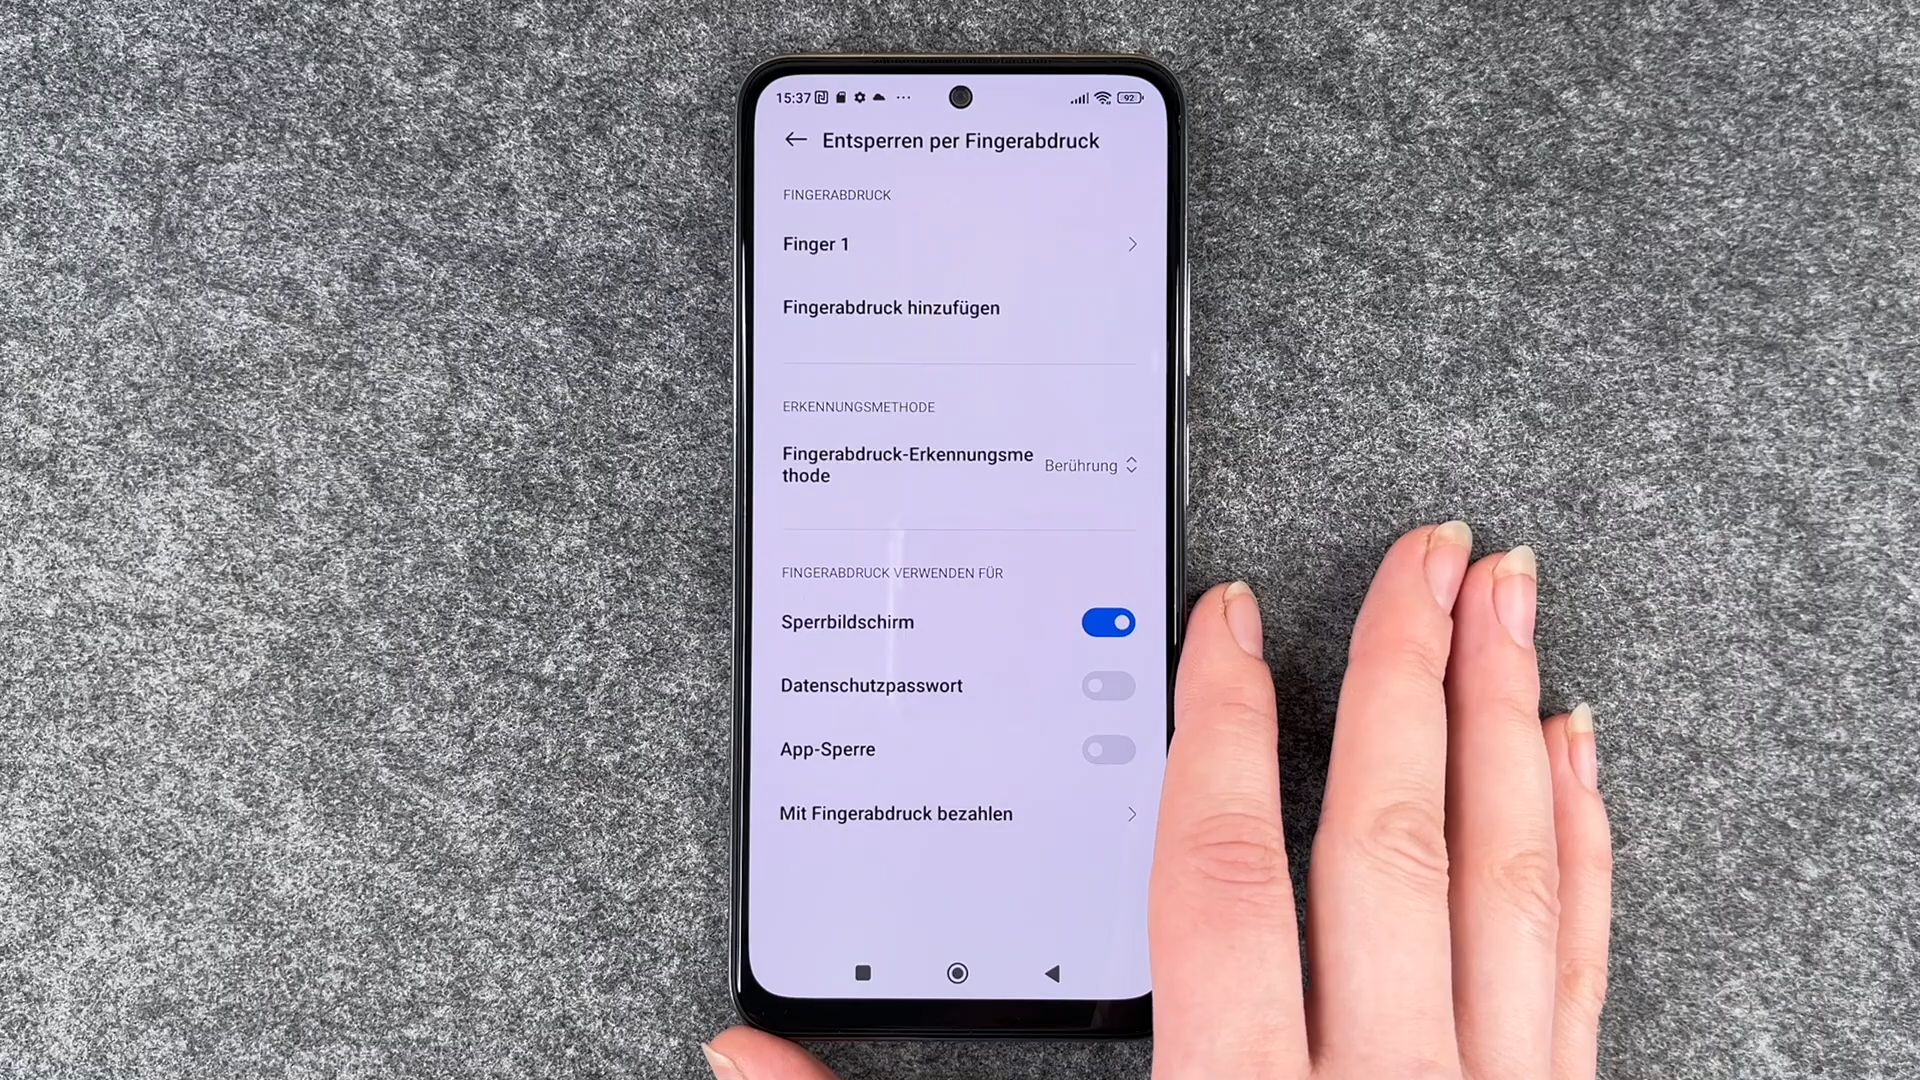 15:37 ... 92
Entsperren per Fingerabdruck
FINGERABDRUCK
Finger 1
Fingerabdruck hinzufügen
ERKENNUNGSMETHODE
Fingerabdruck-Erkennungsme
thode
Berührung
FINGERABDRUCK VERWENDEN FÜR
Sperrbildschirm
Datenschutzpasswort
App-Sperre
Mit Fingerabdruck bezahlen